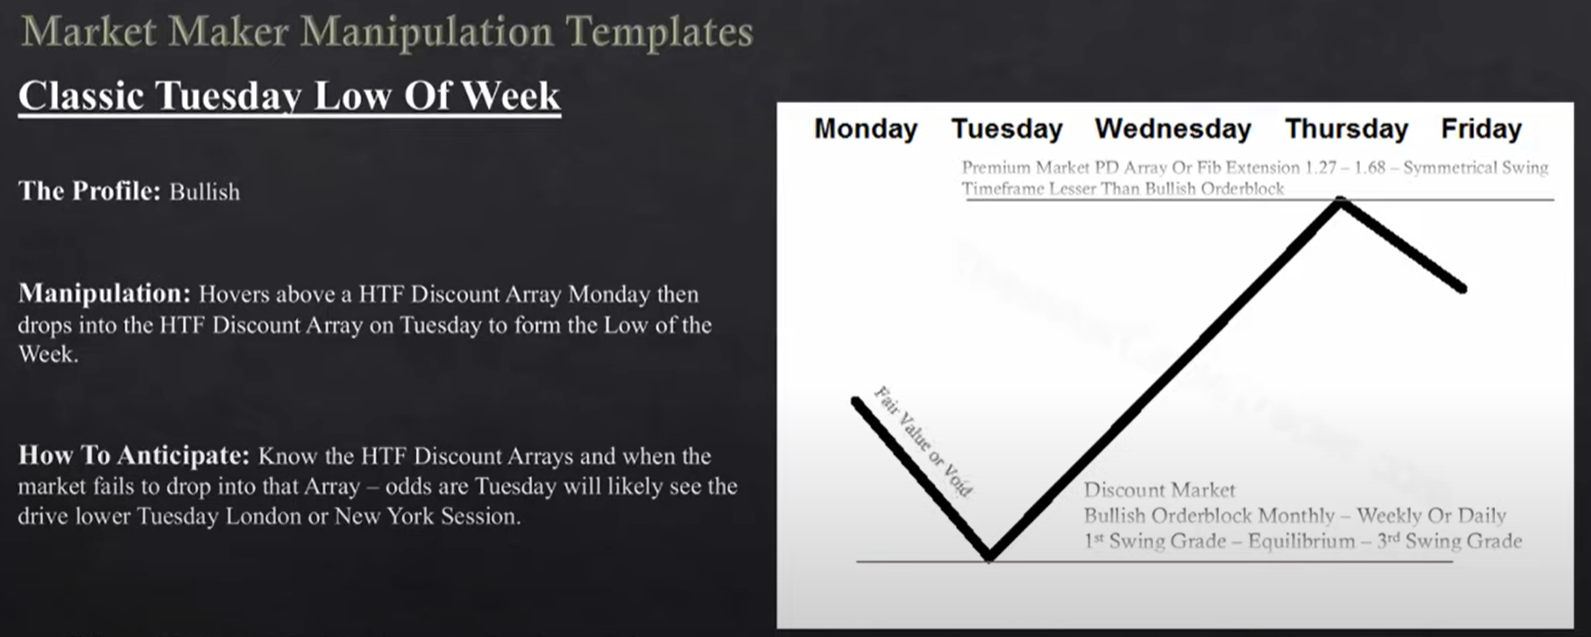 Market Maker Manipulation Templates
Classic Tuesday Low Of Week
The Profile: Bullish
Manipulation: Hovers above a HTF Discount Array Monday then
drops into the HTF Discount Array on Tuesday to form the Low of the
Week.
How To Anticipate: Know the HTF Discount Arrays and when the
market fails to drop into that Array – odds are Tuesday will likely see the
drive lower Tuesday London or New York Session.
Monday Tuesday Wednesday Thursday Friday
Premium Market PD Array Or Fib Extension 1.27 – 1.68 – Symmetrical Swing
Timeframe Lesser Than Bullish Orderblock
Fair Value or Void
Discount Market
Bullish Orderblock Monthly – Weekly Or Daily
1st Swing Grade – Equilibrium – 3rd Swing Grade